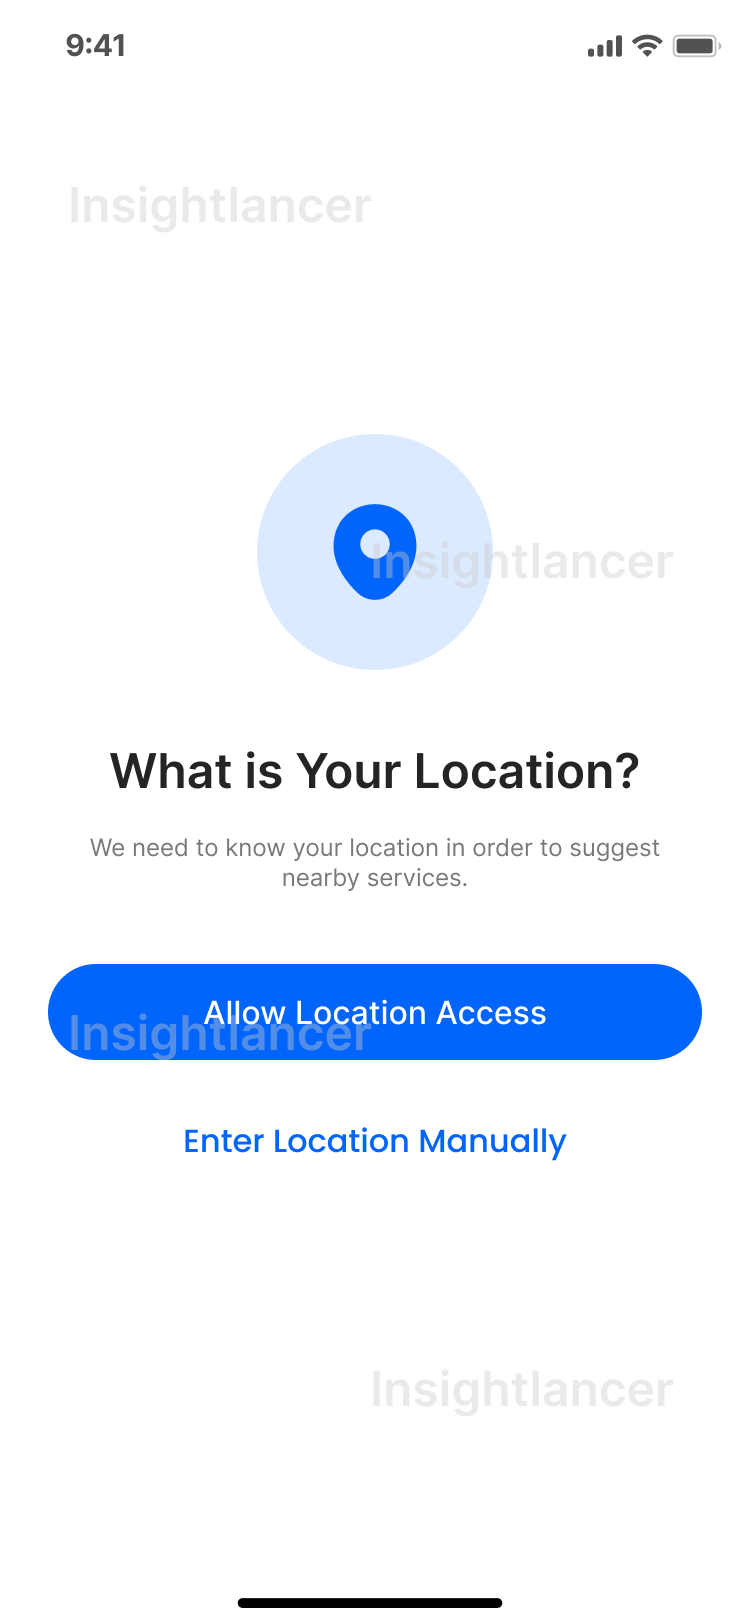 9:41
Insightlancer
Insightlancer
What is Your Location?
We need to know your location in order to suggest
nearby services.
Allow Location Access
Insightlancer
Enter Location Manually
Insightlancer